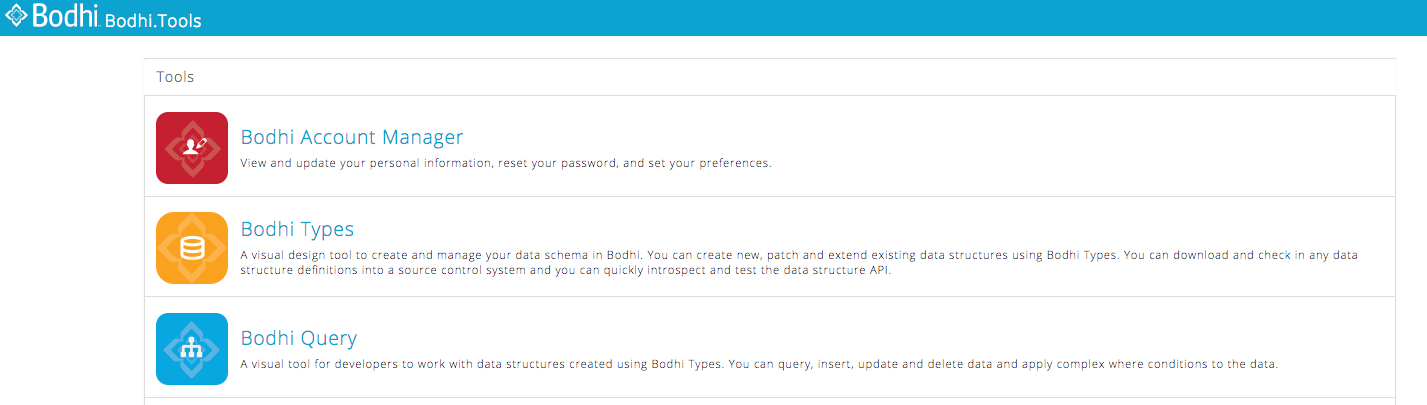 Bodhi Bodhi.Tools
Tools
Bodhi Account Manager
View and update your personal information, reset your password, and set your preferences.
Bodhi Types
A visual design tool to create and manage your data schema in Bodhi. You can create new, patch and extend existing data structures using Bodhi Types. You can download and check in any data
structure definitions into a source control system and you can quickly introspect and test the data structure API.
Bodhi Query
A visual tool for developers to work with data structures created using Bodhi Types. You can query, insert, update and delete data and apply complex where conditions to the data.